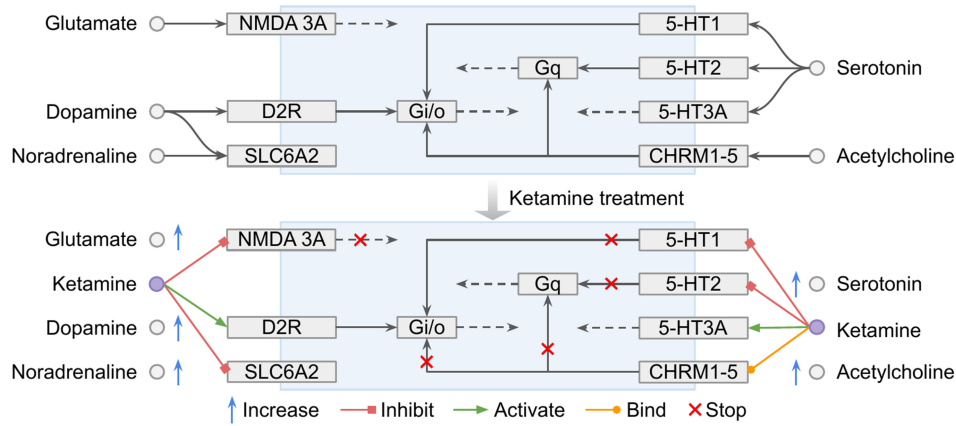 Glutamate NMDA 3A 5-HT1
Gq 5-HT2 Serotonin
Dopamine D2R Gi/o 5-HT3A
Noradrenaline SLC6A2 CHRM1-5 Acetylcholine
Ketamine treatment
Glutamate NMDA 3A 5-HT1
Ketamine Gq 5-HT2 Serotonin
Dopamine D2R Gi/o 5-HT3A Ketamine
Noradrenaline SLC6A2 CHRM1-5 Acetylcholine
Increase Inhibit Activate Bind Stop